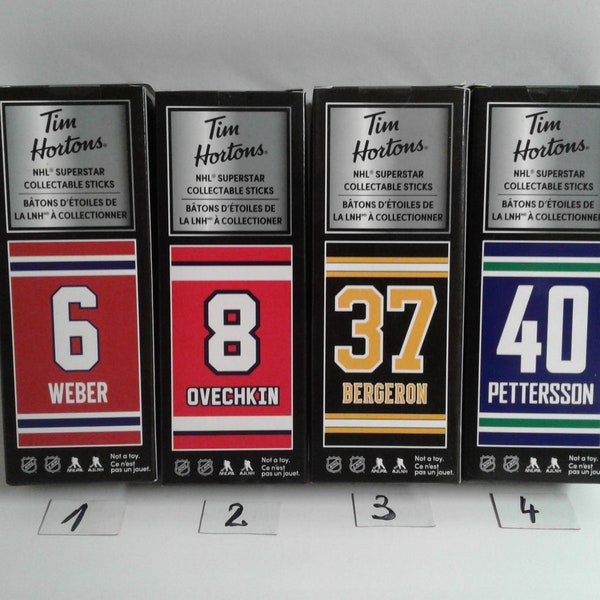 Tim
Hortons®
NHL® SUPERSTAR
COLLECTABLE STICKS
BÂTONS D'ÉTOILES DE
LA LNHMD À COLLECTIONNER
6
WEBER
Not a toy.
Ce n'est
pas un jouet.
1
Tim
Hortons®
NHL® SUPERSTAR
COLLECTABLE STICKS
BÂTONS D'ÉTOILES DE
LA LNHMD À COLLECTIONNER
8
OVECHKIN
Not a toy.
Ce n'est
pas un jouet.
2
Tim
Hortons®
NHL® SUPERSTAR
COLLECTABLE STICKS
BÂTONS D'ÉTOILES DE
LA LNHMD À COLLECTIONNER
37
BERGERON
Not a toy.
Ce n'est
pas un jouet.
3
Tim
Hortons®
NHL® SUPERSTAR
COLLECTABLE STICKS
BÂTONS D'ÉTOILES DE
LA LNHMD À COLLECTIONNER
40
PETTERSSON
Not a toy.
Ce n'est
pas un jouet.
4